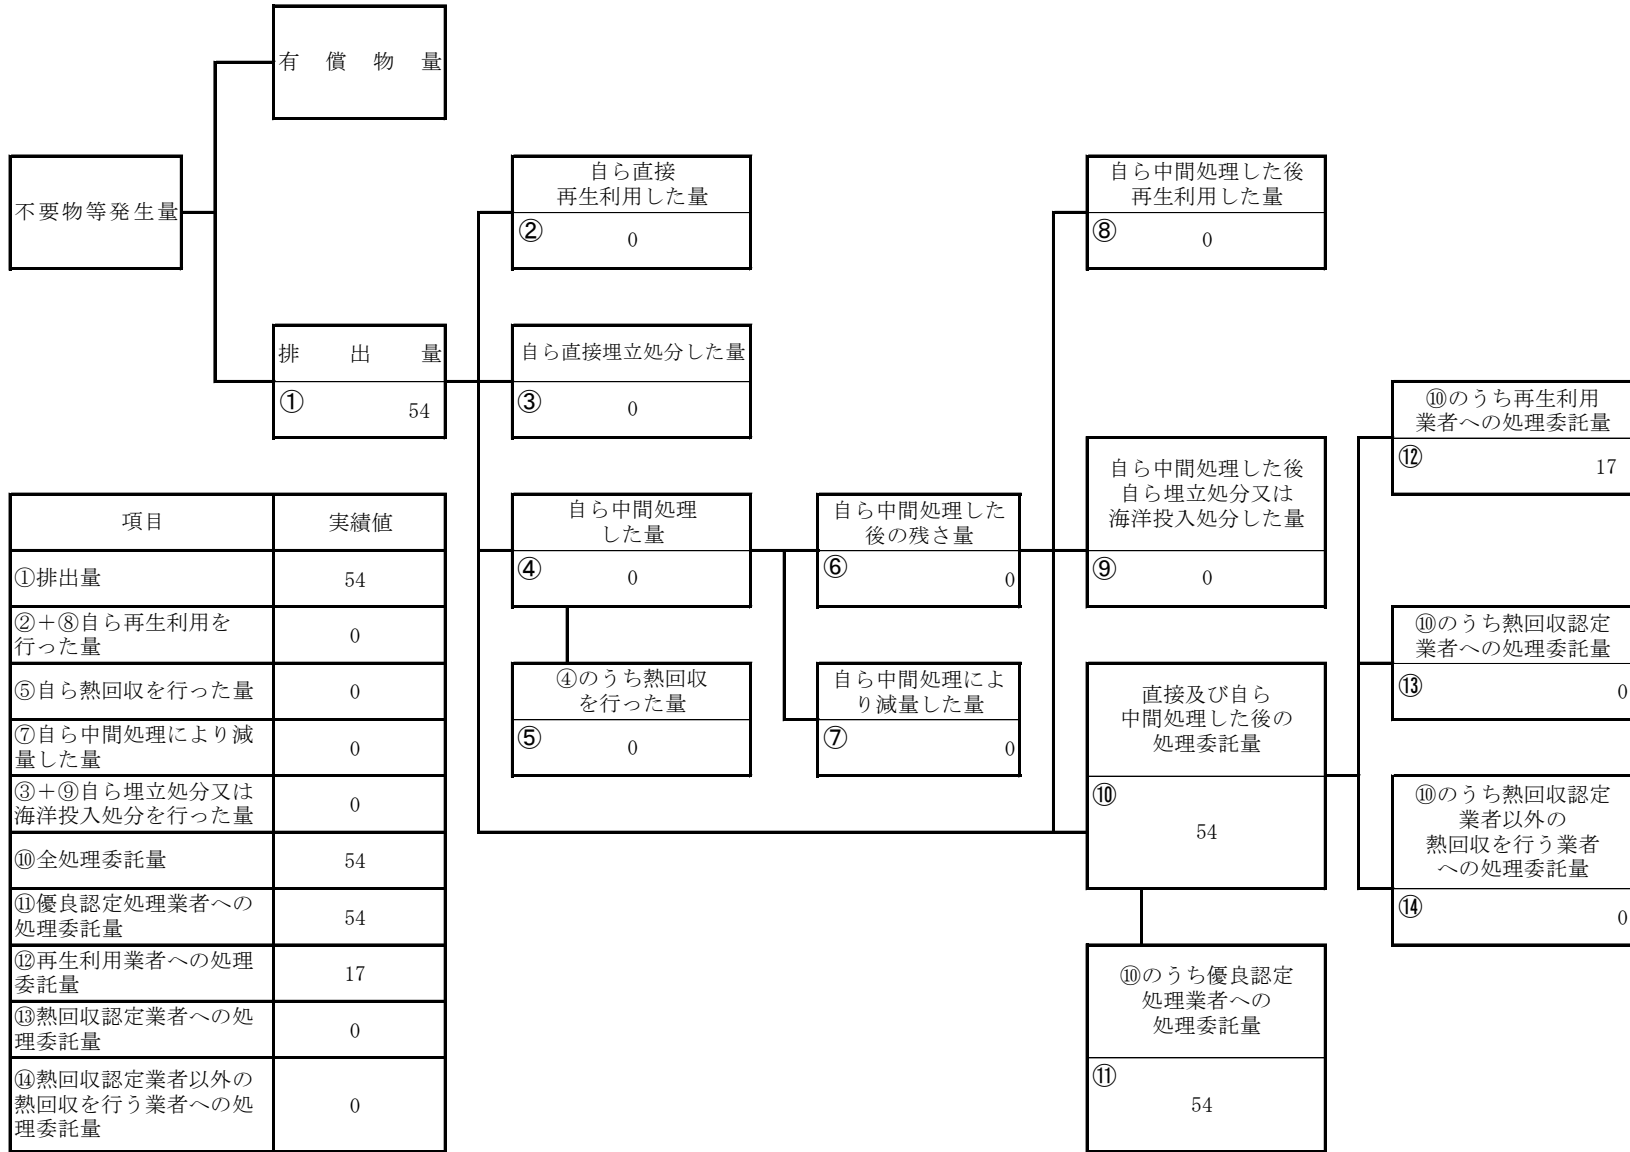 有償物量
不要物等発生量
排出量
①
54
自ら直接
再生利用した量
②
0
自ら直接埋立処分した量
③
0
自ら中間処理
した量
④
0
④のうち熱回収
を行った量
⑤
0
自ら中間処理した
後の残さ量
⑥
0
自ら中間処理によ
り減量した量
⑦
0
自ら中間処理した後
再生利用した量
⑧
0
自ら中間処理した後
自ら埋立処分又は
海洋投入処分した量
⑨
0
直接及び自ら
中間処理した後の
処理委託量
⑩
54
⑩のうち優良認定
処理業者への
処理委託量
⑪
54
⑩のうち再生利用
業者への処理委託量
⑫
17
⑩のうち熱回収認定
業者への処理委託量
⑬
0
⑩のうち熱回収認定
業者以外の
熱回収を行う業者
への処理委託量
⑭
0
項目 実績値
①排出量 54
②+⑧自ら再生利用を
行った量 0
⑤自ら熱回収を行った量 0
⑦自ら中間処理により減
量した量 0
③+⑨自ら埋立処分又は
海洋投入処分を行った量 0
⑩全処理委託量 54
⑪優良認定処理業者への
処理委託量 54
⑫再生利用業者への処理
委託量 17
⑬熱回収認定業者への処
理委託量 0
⑭熱回収認定業者以外の
熱回収を行う業者への処
理委託量 0